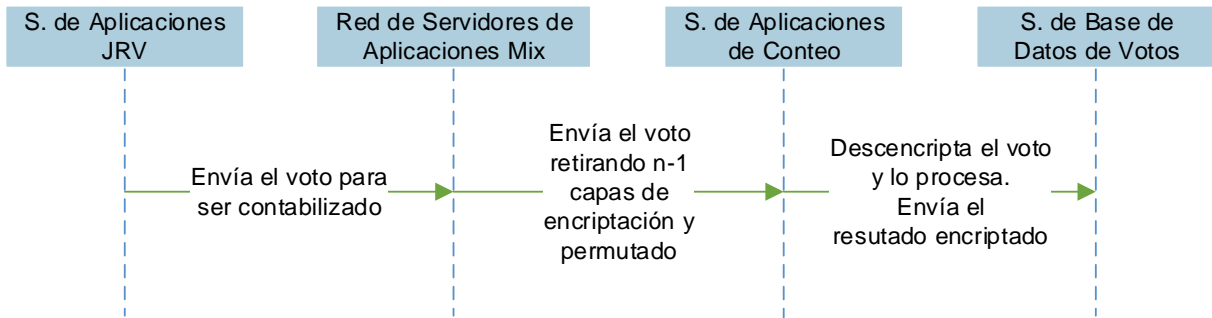 S. de Aplicaciones
JRV
Red de Servidores de
Aplicaciones Mix
S. de Aplicaciones
de Conteo
S. de Base de
Datos de Votos
Envía el voto para
ser contabilizado
Envía el voto
retirando n-1
capas de
encriptación y
permutado
Descencripta el voto
y lo procesa.
Envía el
resutado encriptado